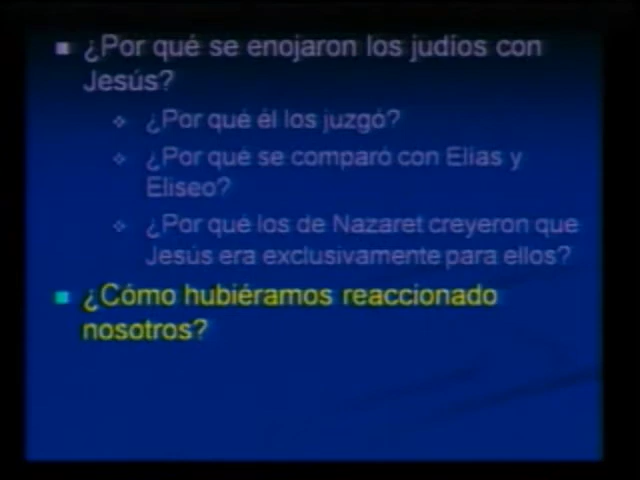 ¿Por qué se enojaron los judíos con
Jesús?
¿Por qué él los juzgó?
¿Por qué se comparó con Elías y
Eliseo?
¿Por qué los de Nazaret creyeron que
Jesús era exclusivamente para ellos?
¿Cómo hubiéramos reaccionado
nosotros?